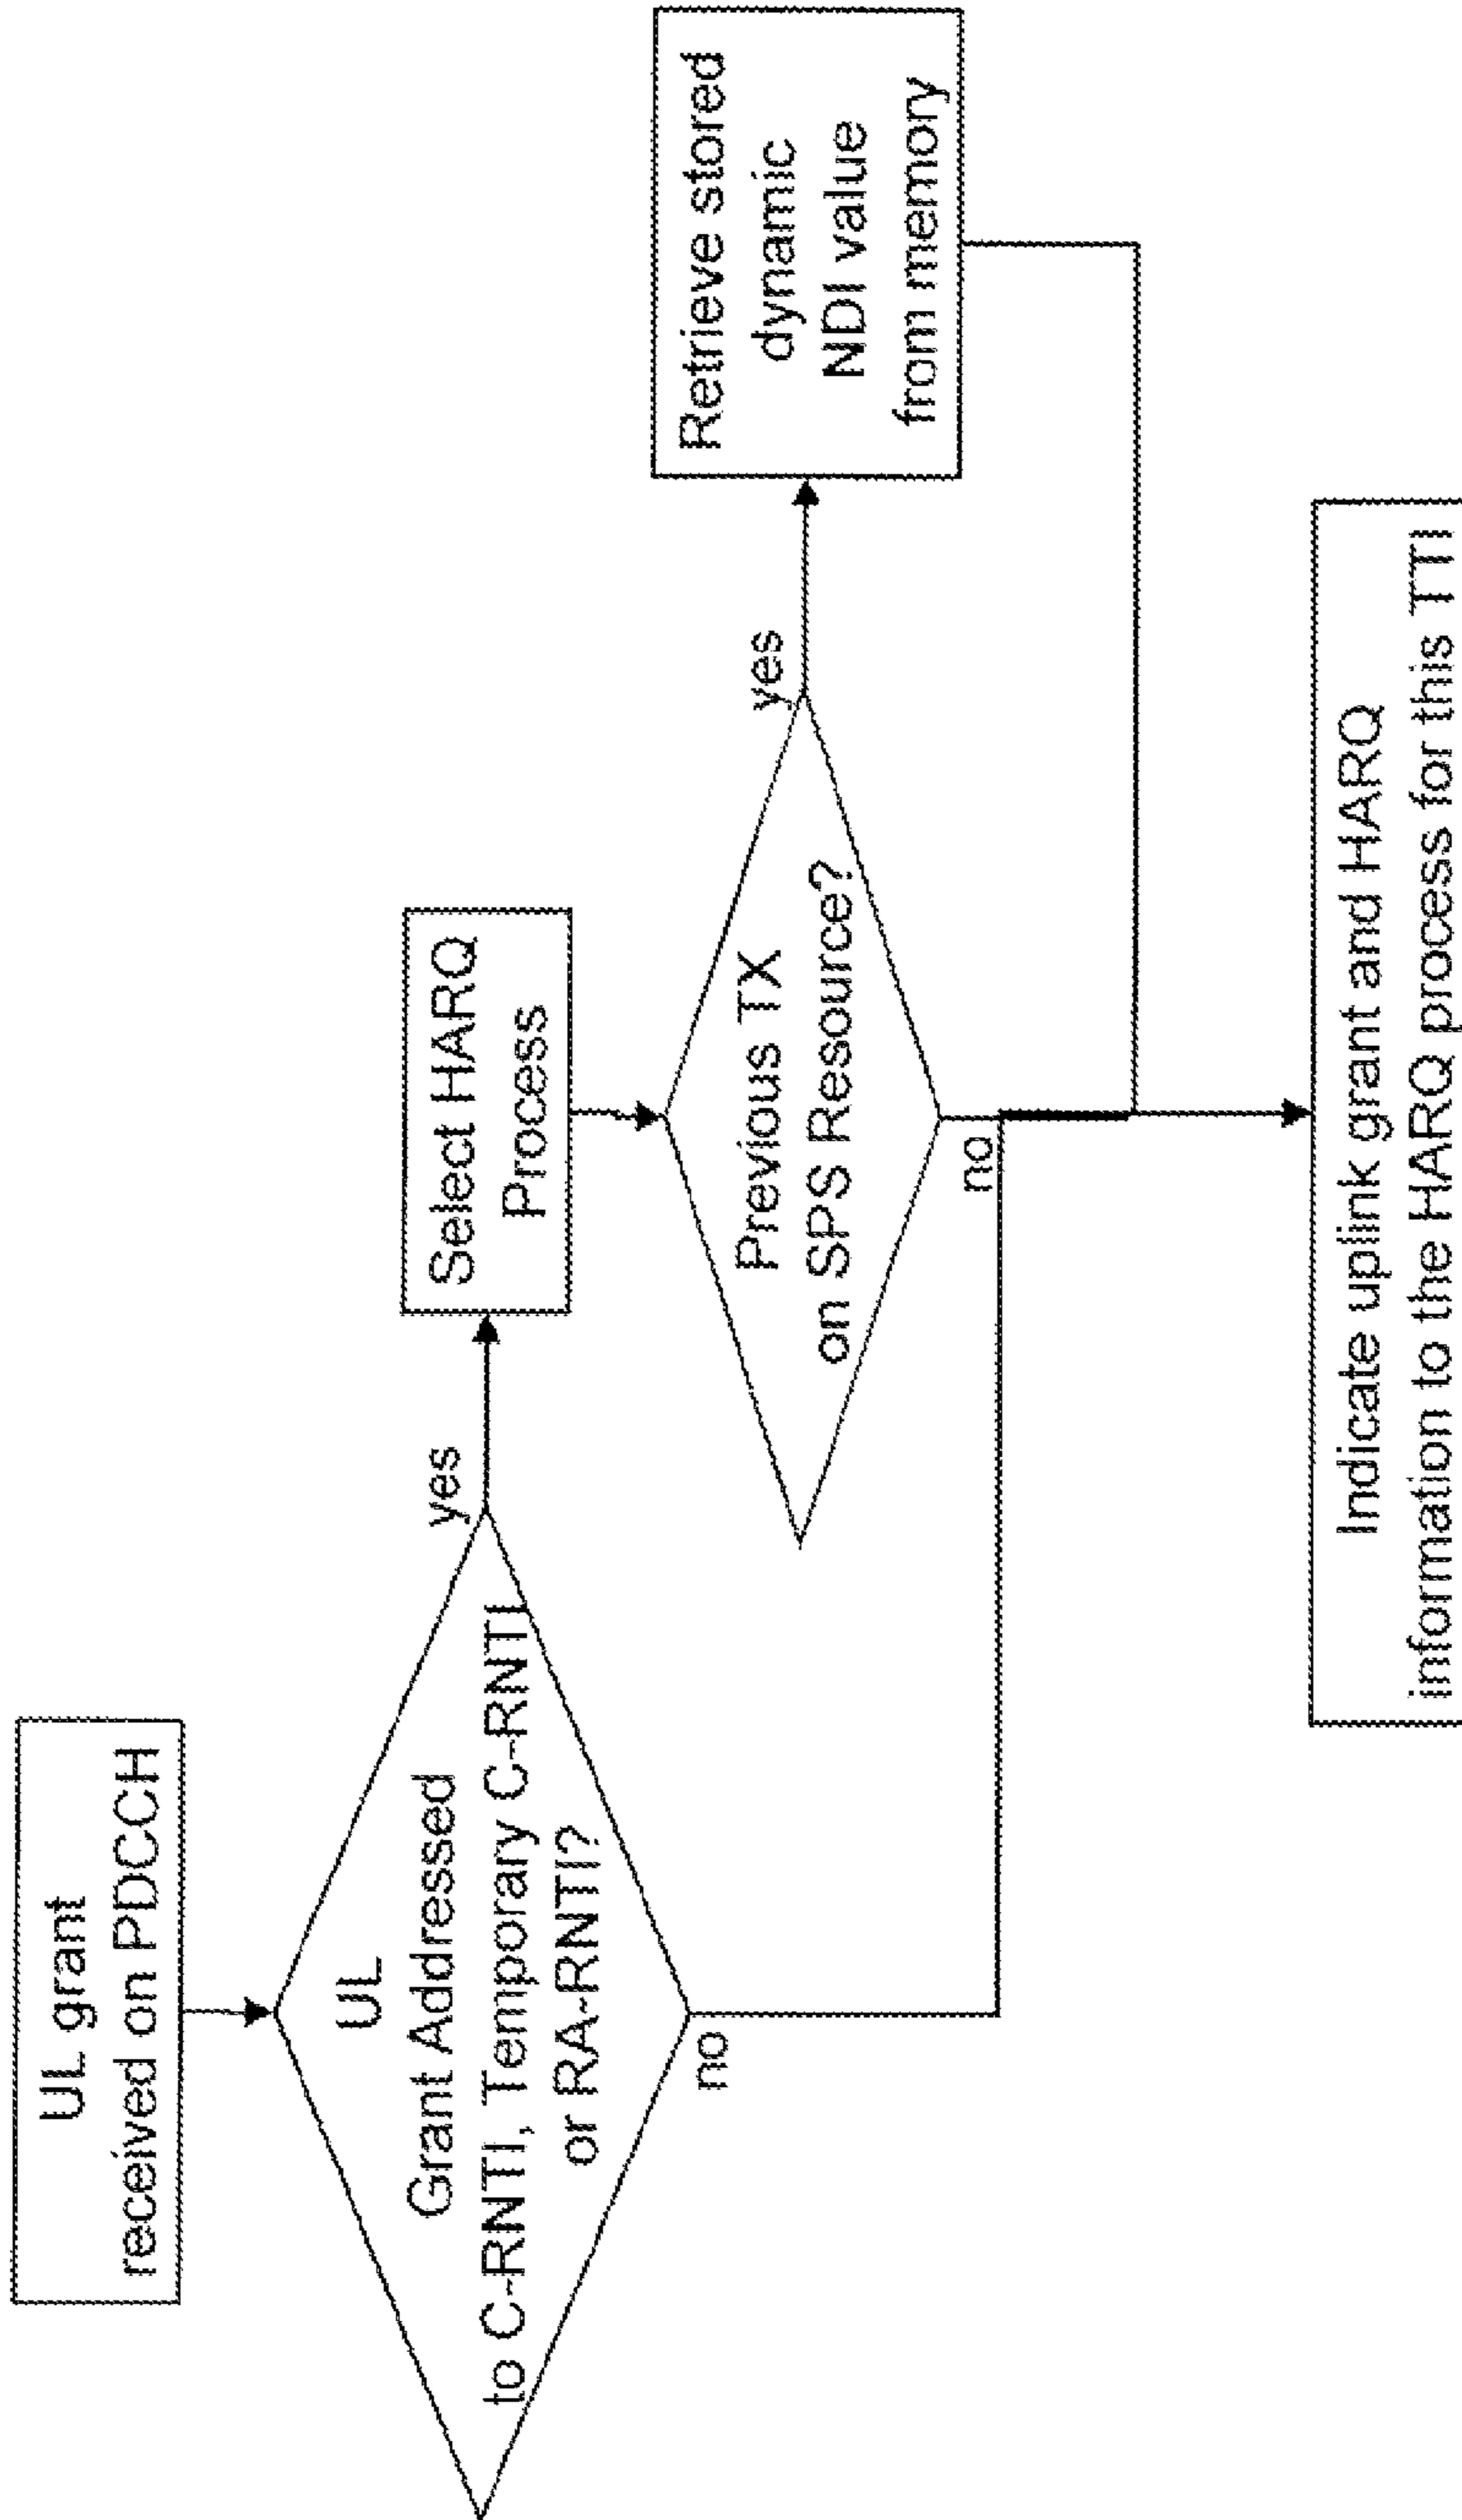 UL grant
received on PDCCH
UL
Grant Addressed
to C-RNTI, Temporary C-RNTI
or RA-RNTI?
yes
no
Select HARQ
Process
Previous TX
on SPS Resource?
yes
no
Retrieve stored
dynamic
NDI value
from memory
Indicate uplink grant and HARQ
information to the HARQ process for this TTI